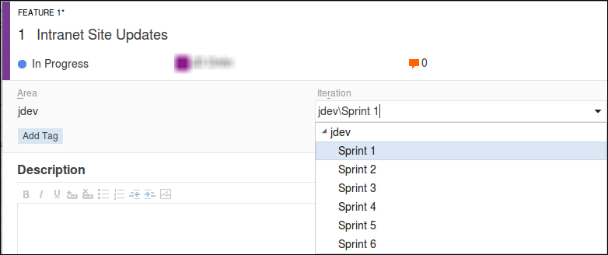 FEATURE 1*
1 Intranet Site Updates
In Progress
0
Area
Iteration
jdev
jdev\Sprint 1
Add Tag
jdev
Sprint 1
Sprint 2
Sprint 3
Sprint 4
Sprint 5
Sprint 6
Description
B I U